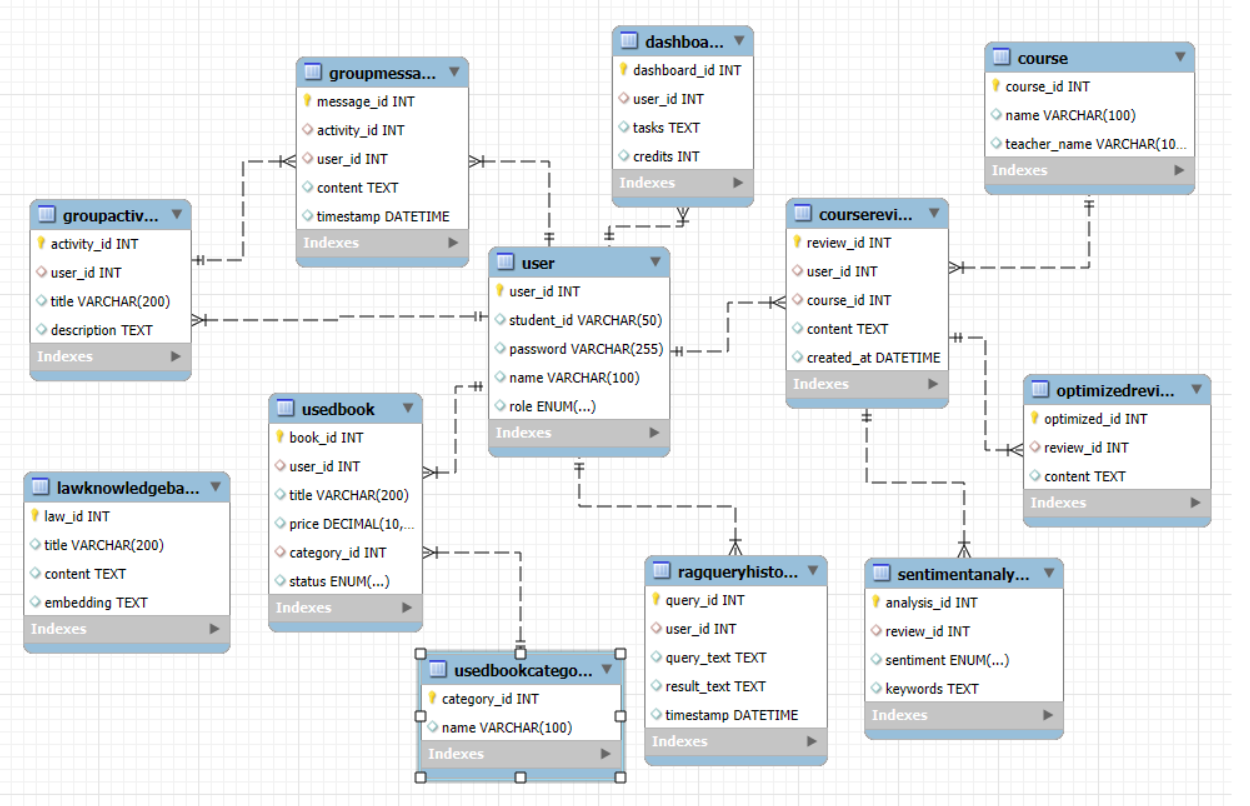 groupmessa...
message_id INT
activity_id INT
user_id INT
content TEXT
timestamp DATETIME
Indexes
dashboa...
dashboard_id INT
user_id INT
tasks TEXT
credits INT
Indexes
course
course_id INT
name VARCHAR(100)
teacher_name VARCHAR(10...
Indexes
groupactiv...
activity_id INT
user_id INT
title VARCHAR(200)
description TEXT
Indexes
user
user_id INT
student_id VARCHAR(50)
password VARCHAR(255)
name VARCHAR(100)
role ENUM(...)
Indexes
courserevi...
review_id INT
user_id INT
course_id INT
content TEXT
created_at DATETIME
Indexes
optimizedrevi...
optimized_id INT
review_id INT
content TEXT
Indexes
usedbook
book_id INT
user_id INT
title VARCHAR(200)
price DECIMAL(10,...
category_id INT
status ENUM(...)
Indexes
lawknowledgeba...
law_id INT
title VARCHAR(200)
content TEXT
embedding TEXT
Indexes
usedbookcatego...
category_id INT
name VARCHAR(100)
Indexes
ragqueryhisto...
query_id INT
user_id INT
query_text TEXT
result_text TEXT
timestamp DATETIME
Indexes
sentimentanaly...
analysis_id INT
review_id INT
sentiment ENUM(...)
keywords TEXT
Indexes